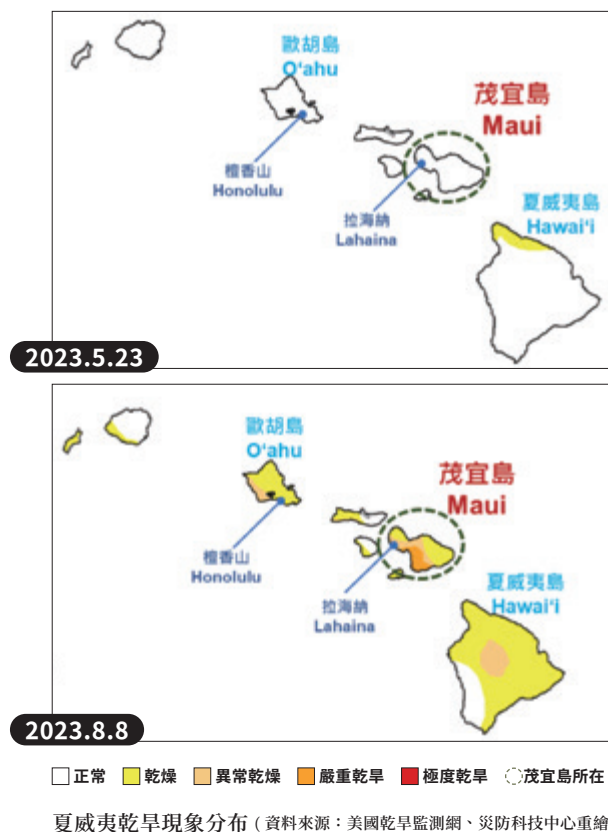 歐胡島
Oʻahu
茂宜島
Maui
檀香山
Honolulu
拉海納
Lahaina
夏威夷島
Hawaiʻi
2023.5.23
歐胡島
Oʻahu
茂宜島
Maui
檀香山
Honolulu
拉海納
Lahaina
夏威夷島
Hawaiʻi
2023.8.8
正常 乾燥 異常乾燥 嚴重乾旱 極度乾旱 茂宜島所在
夏威夷乾旱現象分布 ( 資料來源：美國乾旱監測網、災防科技中心重繪